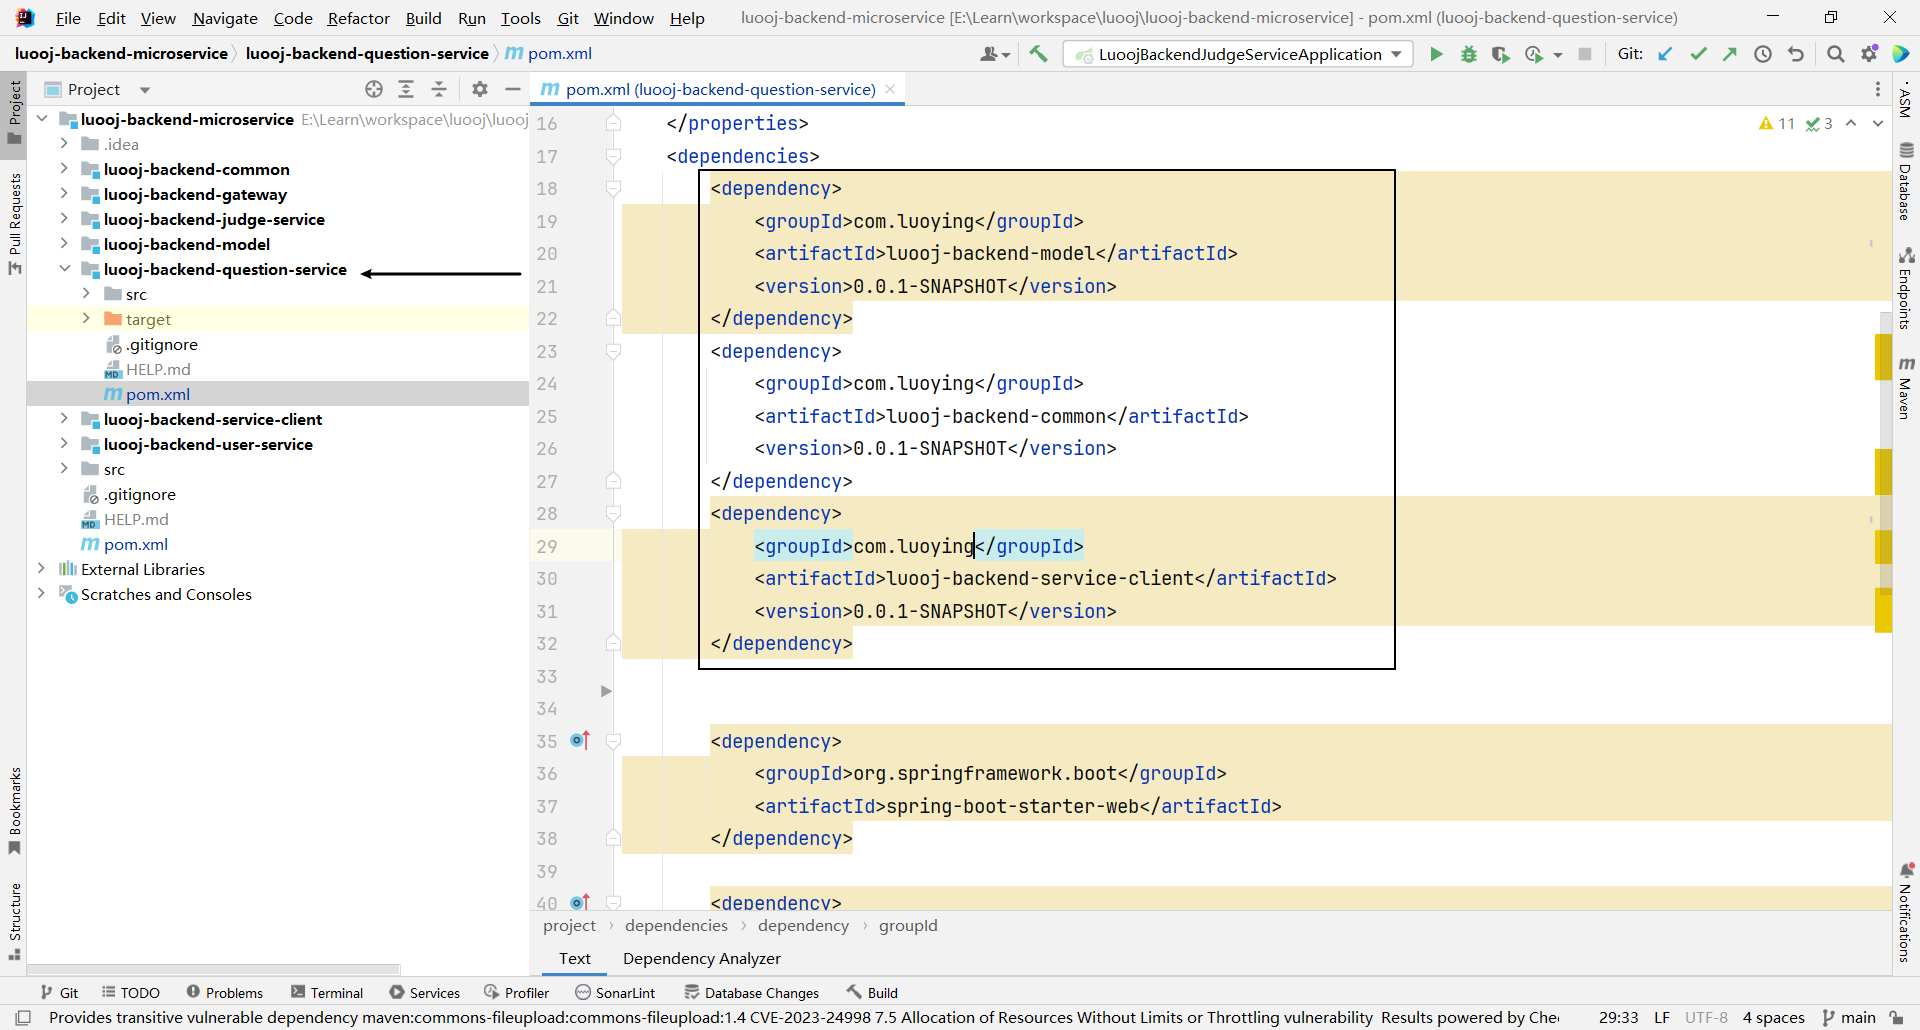 File Edit View Navigate Code Refactor Build Run Tools Git Window Help luooj-backend-microservice [E:\Learn\workspace\luooj\luooj-backend-microservice] - pom.xml (luooj-backend-question-service)
luooj-backend-microservice luooj-backend-question-service m pom.xml LuoojBackendJudgeServiceApplication Git:
Project m pom.xml (luooj-backend-question-service)
luooj-backend-microservice E:\Learn\workspace\luooj\luooj
.idea
luooj-backend-common
luooj-backend-gateway
luooj-backend-judge-service
luooj-backend-model
luooj-backend-question-service
src
target
.gitignore
HELP.md
pom.xml
luooj-backend-service-client
luooj-backend-user-service
src
.gitignore
HELP.md
pom.xml
External Libraries
Scratches and Consoles
Project
Pull Requests
Bookmarks
Structure
11 3
16 </properties>
17 <dependencies>
18 <dependency>
19 <groupId>com.luoying</groupId>
20 <artifactId>luooj-backend-model</artifactId>
21 <version>0.0.1-SNAPSHOT</version>
22 </dependency>
23 <dependency>
24 <groupId>com.luoying</groupId>
25 <artifactId>luooj-backend-common</artifactId>
26 <version>0.0.1-SNAPSHOT</version>
27 </dependency>
28 <dependency>
29 <groupId>com.luoying</groupId>
30 <artifactId>luooj-backend-service-client</artifactId>
31 <version>0.0.1-SNAPSHOT</version>
32 </dependency>
33
34
35 <dependency>
36 <groupId>org.springframework.boot</groupId>
37 <artifactId>spring-boot-starter-web</artifactId>
38 </dependency>
39
40 <dependency>
project › dependencies › dependency › groupId
Text Dependency Analyzer
ASM
Database
Endpoints
Maven
Notifications
Git TODO Problems Terminal Services Profiler SonarLint Database Changes Build
Provides transitive vulnerable dependency maven:commons-fileupload:commons-fileupload:1.4 CVE-2023-24998 7.5 Allocation of Resources Without Limits or Throttling vulnerability Results powered by Che 29:33 LF UTF-8 4 spaces main